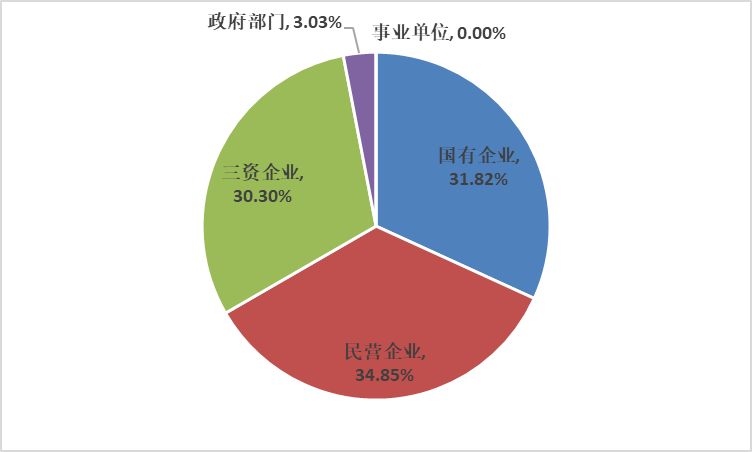 政府部门, 3.03%
事业单位, 0.00%
国有企业,
31.82%
三资企业,
30.30%
民营企业,
34.85%